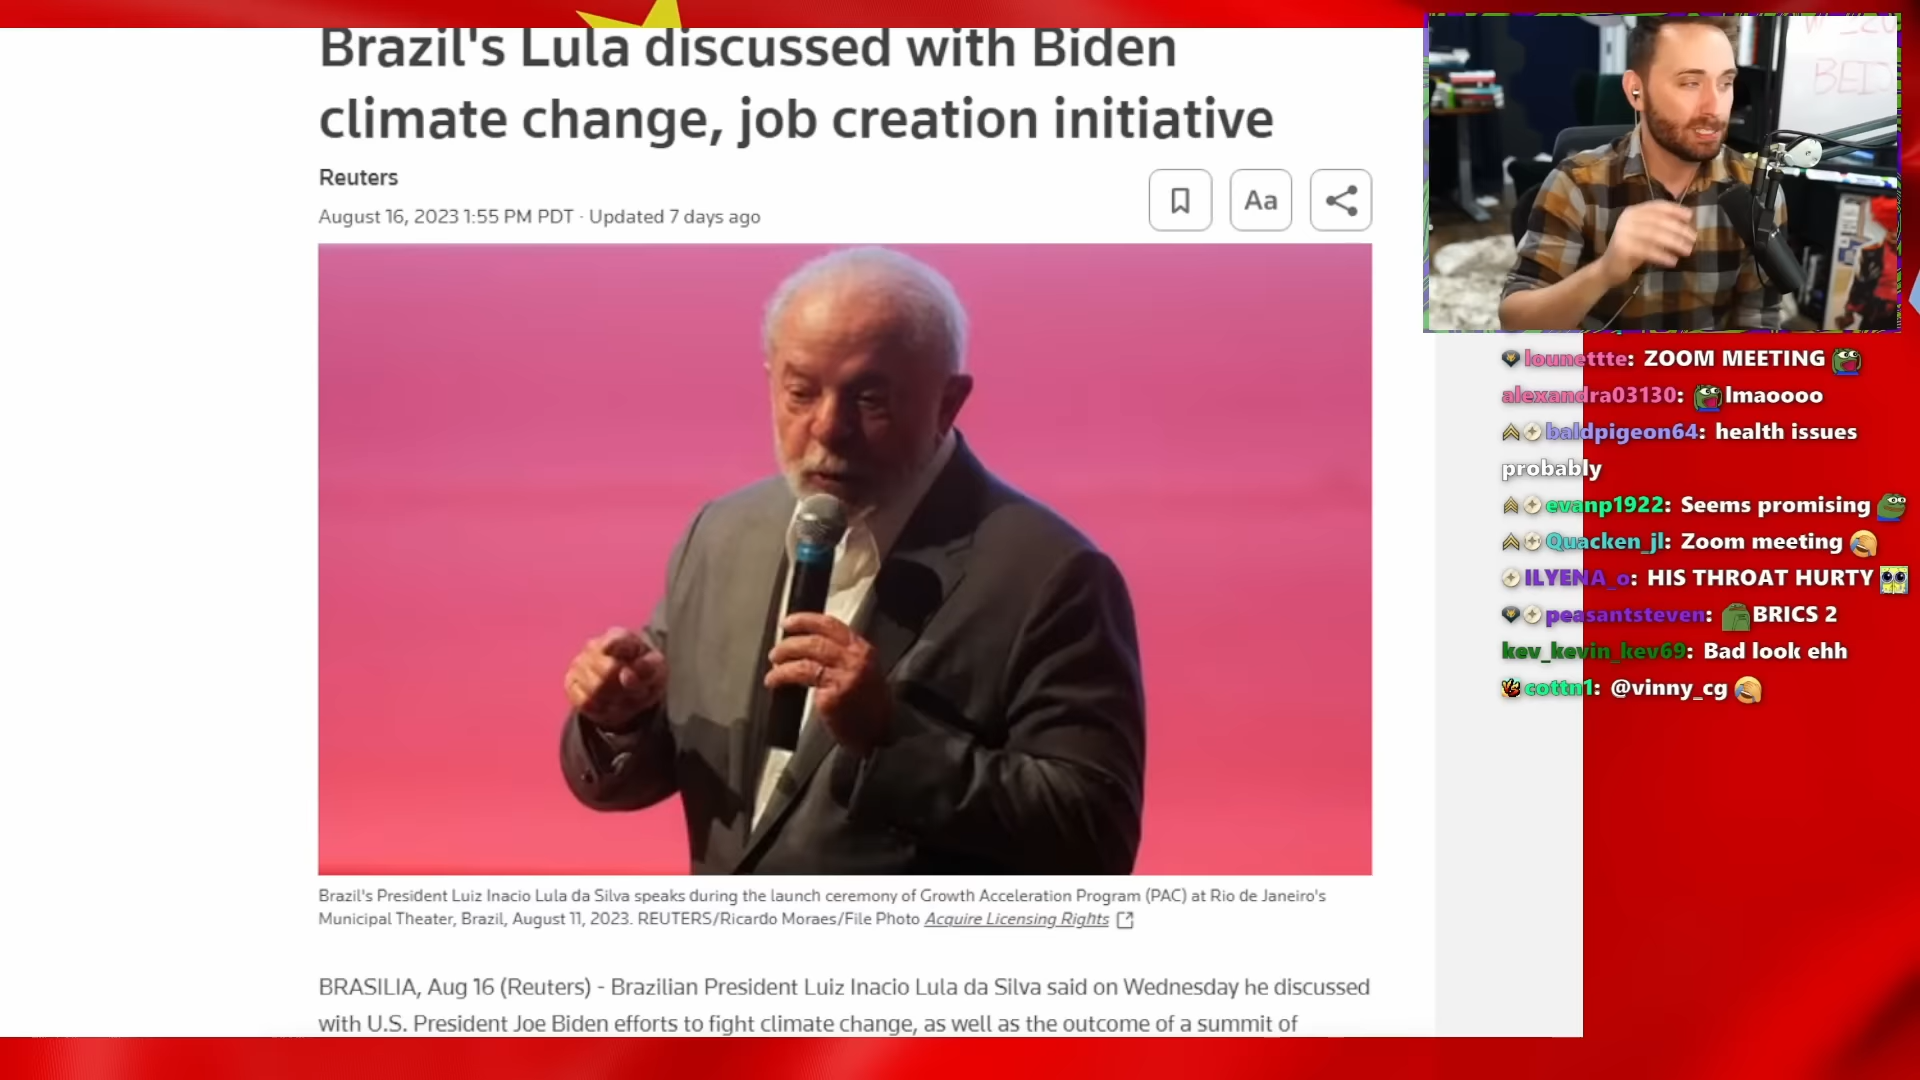 Brazil's Lula discussed with Biden
climate change, job creation initiative
Reuters
August 16, 2023 1:55 PM PDT · Updated 7 days ago
Aa
Brazil's President Luiz Inacio Lula da Silva speaks during the launch ceremony of Growth Acceleration Program (PAC) at Rio de Janeiro's
Municipal Theater, Brazil, August 11, 2023. REUTERS/Ricardo Moraes/File Photo Acquire Licensing Rights
BRASILIA, Aug 16 (Reuters) - Brazilian President Luiz Inacio Lula da Silva said on Wednesday he discussed
with U.S. President Joe Biden efforts to fight climate change, as well as the outcome of a summit of
lounettte: ZOOM MEETING
alexandra03130: lmaoooo
baldpigeon64: health issues
probably
evanp1922: Seems promising
Quacken_jl: Zoom meeting
ILYENA_o: HIS THROAT HURTY
peasantsteven: BRICS 2
kev_kevin_kev69: Bad look ehh
cottn1: @vinny_cg